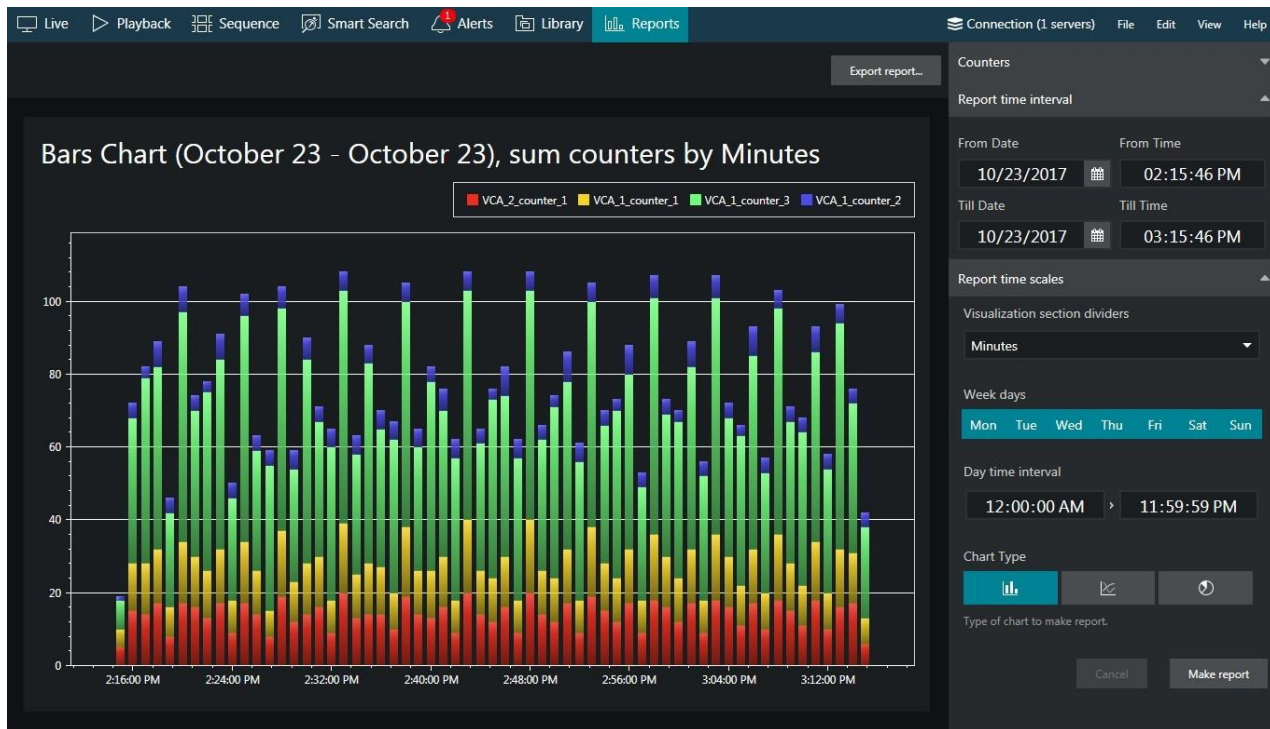 Live Playback Sequence Smart Search 1 Alerts Library Reports Connection (1 servers) File Edit View Help
Export report...
Bars Chart (October 23 - October 23), sum counters by Minutes
VCA_2_counter_1 VCA_1_counter_1 VCA_1_counter_3 VCA_1_counter_2
100
80
60
40
20
0
2:16:00 PM 2:24:00 PM 2:32:00 PM 2:40:00 PM 2:48:00 PM 2:56:00 PM 3:04:00 PM 3:12:00 PM
Counters
Report time interval
From Date From Time
10/23/2017 02:15:46 PM
Till Date Till Time
10/23/2017 03:15:46 PM
Report time scales
Visualization section dividers
Minutes
Week days
Mon Tue Wed Thu Fri Sat Sun
Day time interval
12:00:00 AM › 11:59:59 PM
Chart Type
Type of chart to make report.
Cancel Make report